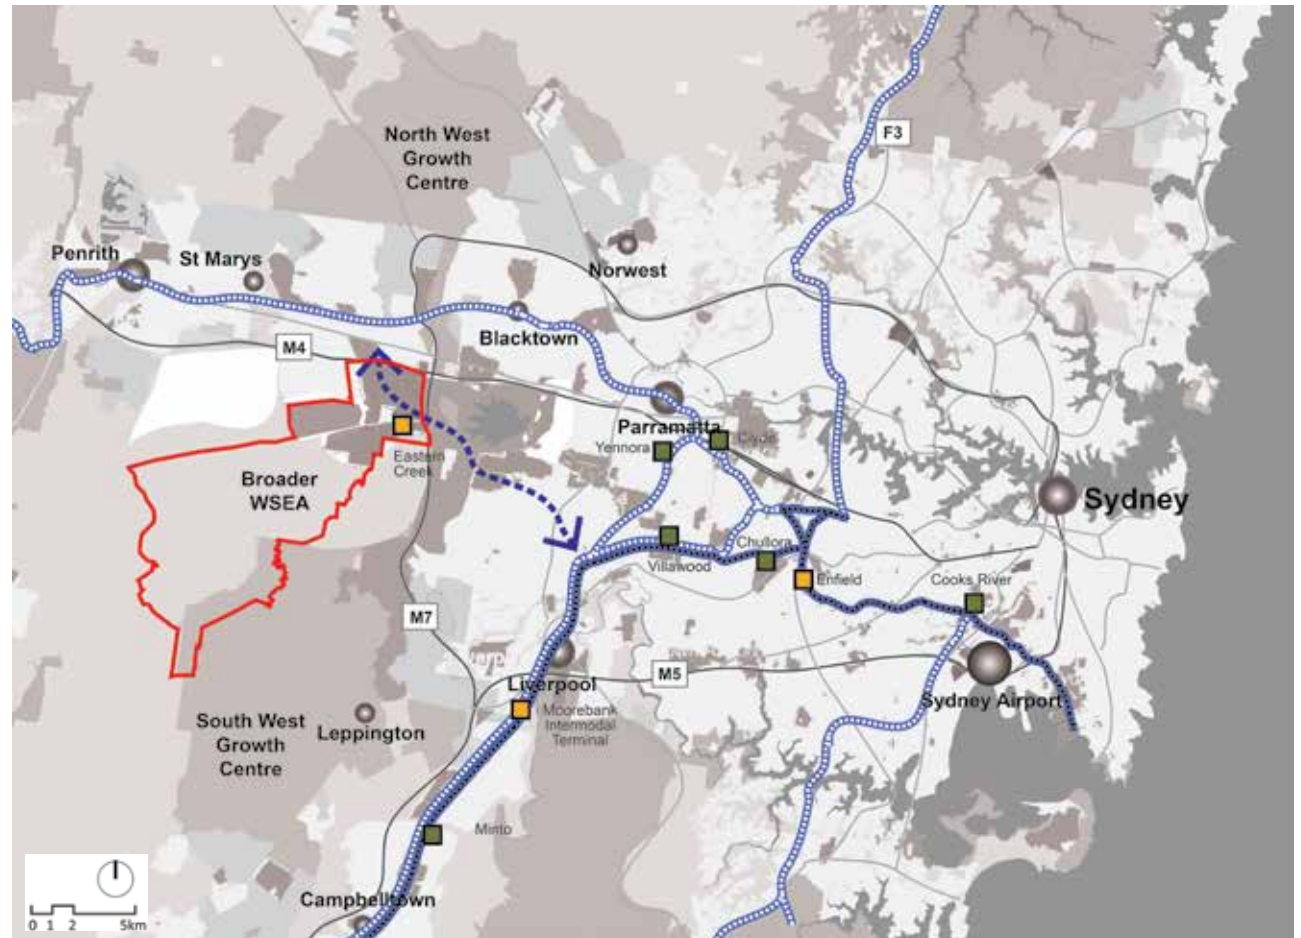 F3
North West
Growth
Centre
Penrith
St Marys
Norwest
Blacktown
M4
Parramatta
Yennora
Clyde
Eastern
Creek
Broader
WSEA
Sydney
Chullora
Villawood
Enfield
Cooks River
M7
M5
Liverpool
Sydney Airport
Moorebank
Intermodal
Terminal
South West
Growth
Centre
Leppington
Minto
Campbelltown
0 1 2 5km